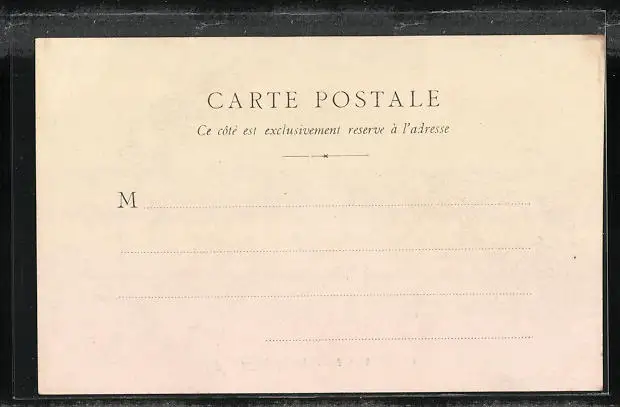 CARTE POSTALE
Ce côté est exclusivement reserve à l'adresse
M